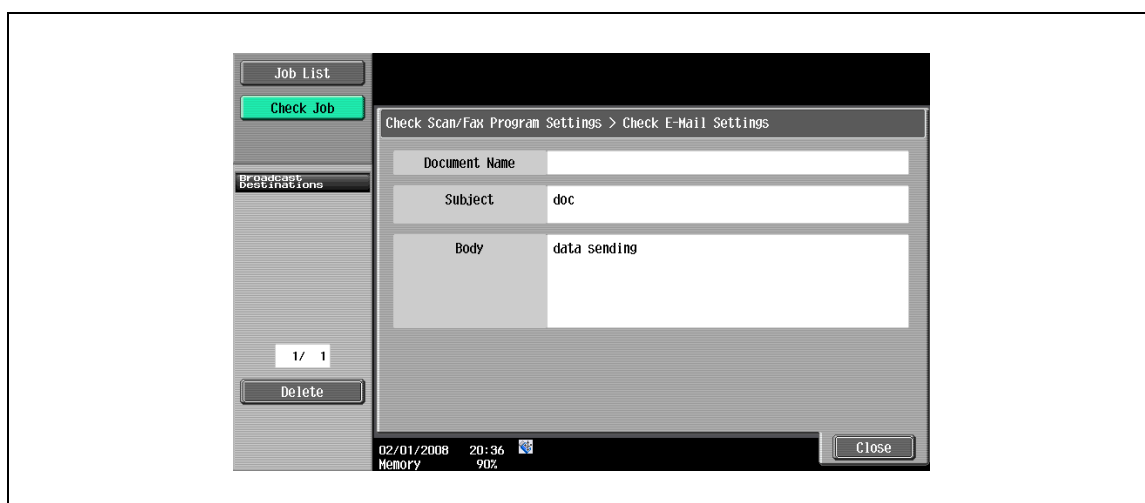 Job List
Check Job
Check Scan/Fax Program Settings > Check E-Mail Settings
Document Name
Broadcast
Destinations
Subject
doc
Body
data sending
1/ 1
Delete
02/01/2008 20:36
Memory 90%
Close